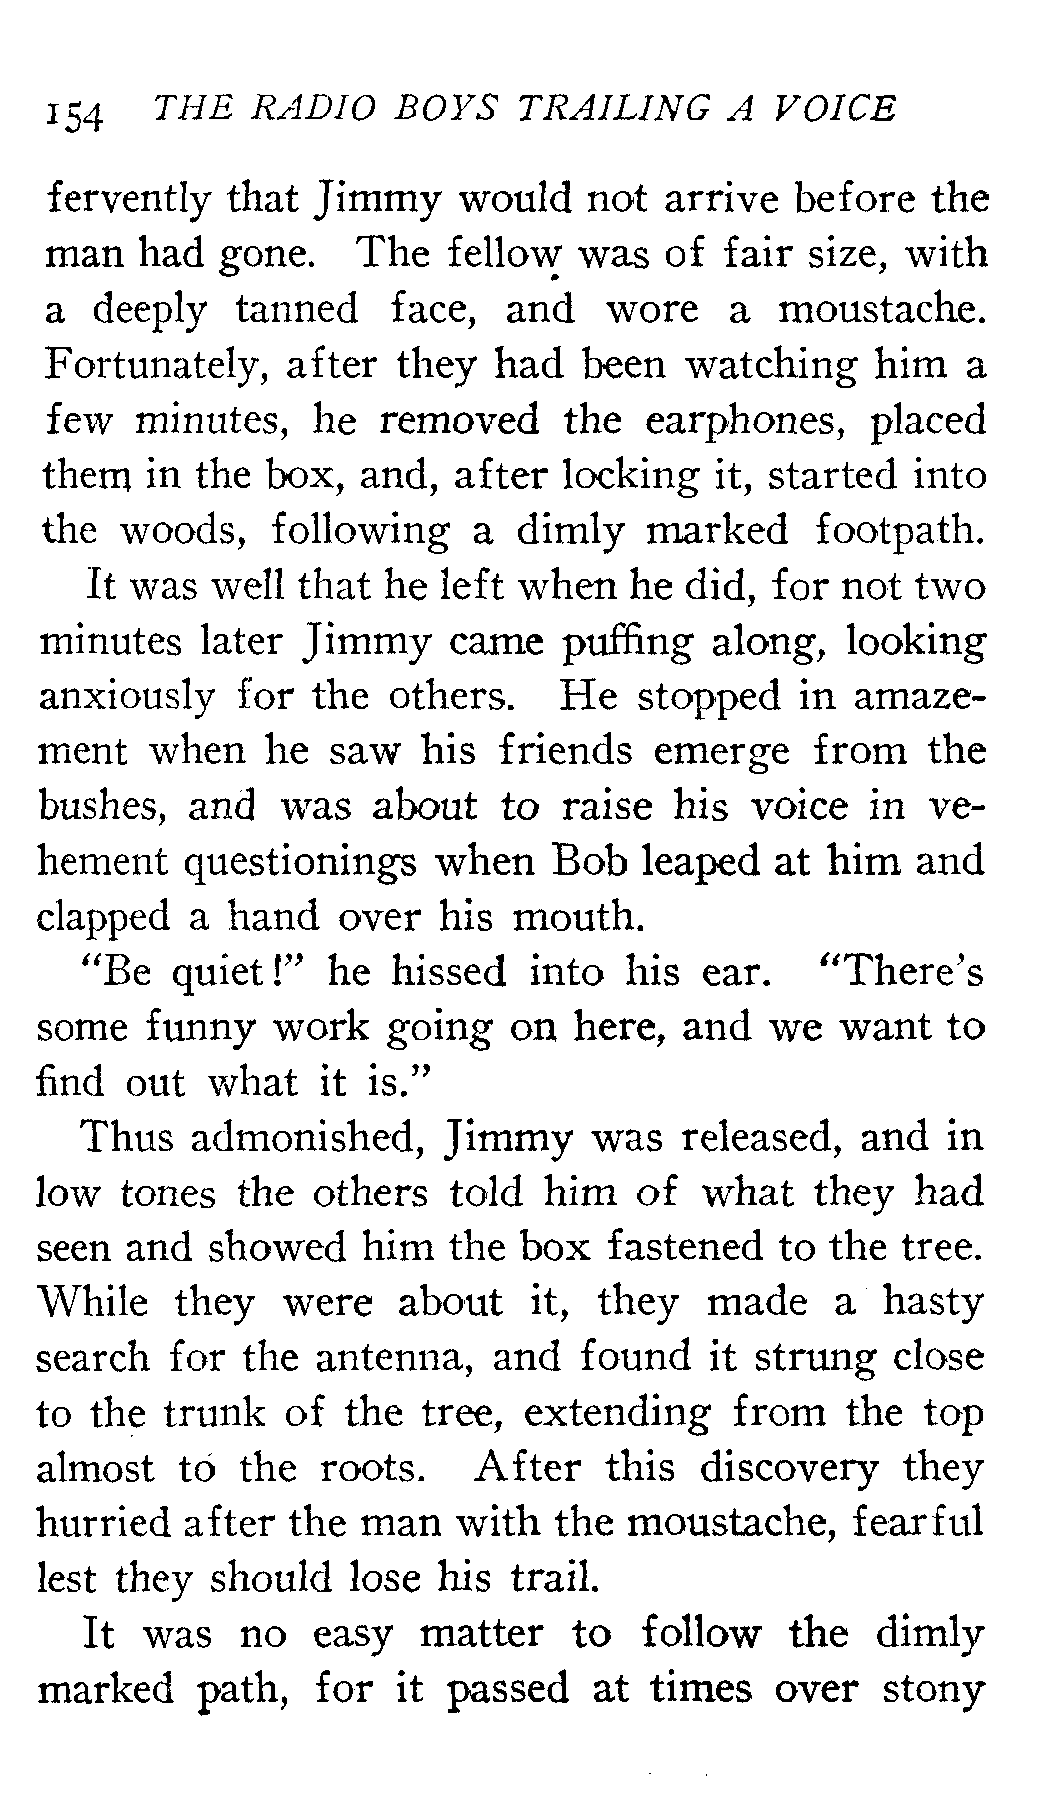 154 THE RADIO BOYS TRAILING A VOICE
fervently that Jimmy would not arrive before the
man had gone. The fellow was of fair size, with
a deeply tanned face, and wore a moustache.
Fortunately, after they had been watching him a
few minutes, he removed the earphones, placed
them in the box, and, after locking it, started into
the woods, following a dimly marked footpath.
It was well that he left when he did, for not two
minutes later Jimmy came puffing along, looking
anxiously for the others. He stopped in amaze-
ment when he saw his friends emerge from the
bushes, and was about to raise his voice in ve-
hement questionings when Bob leaped at him and
clapped a hand over his mouth.
"Be quiet!" he hissed into his ear. "There's
some funny work going on here, and we want to
find out what it is."
Thus admonished, Jimmy was released, and in
low tones the others told him of what they had
seen and showed him the box fastened to the tree.
While they were about it, they made a hasty
search for the antenna, and found it strung close
to the trunk of the tree, extending from the top
almost to the roots. After this discovery they
hurried after the man with the moustache, fearful
lest they should lose his trail.
It was no easy matter to follow the dimly
marked path, for it passed at times over stony